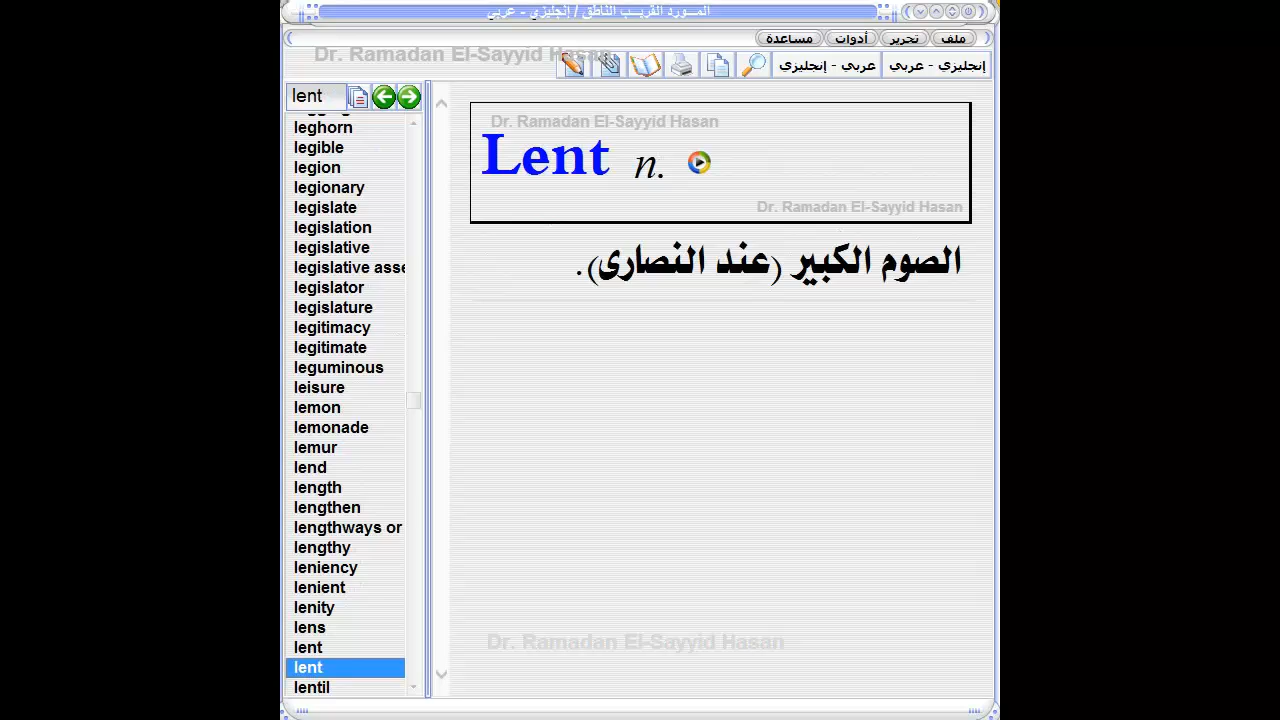 المـورد القريـب الناطق / إنجليزي - عربي
ملف تحرير أدوات مساعدة
Dr. Ramadan El-Sayyid Hasan
إنجليزي - عربي عربي - إنجليزي
lent
leghorn
legible
legion
legionary
legislate
legislation
legislative
legislative asse
legislator
legislature
legitimacy
legitimate
leguminous
leisure
lemon
lemonade
lemur
lend
length
lengthen
lengthways or
lengthy
leniency
lenient
lenity
lens
lent
lent
lentil
Dr. Ramadan El-Sayyid Hasan
Lent n.
Dr. Ramadan El-Sayyid Hasan
الصوم الكبير (عند النصارى).
Dr. Ramadan El-Sayyid Hasan